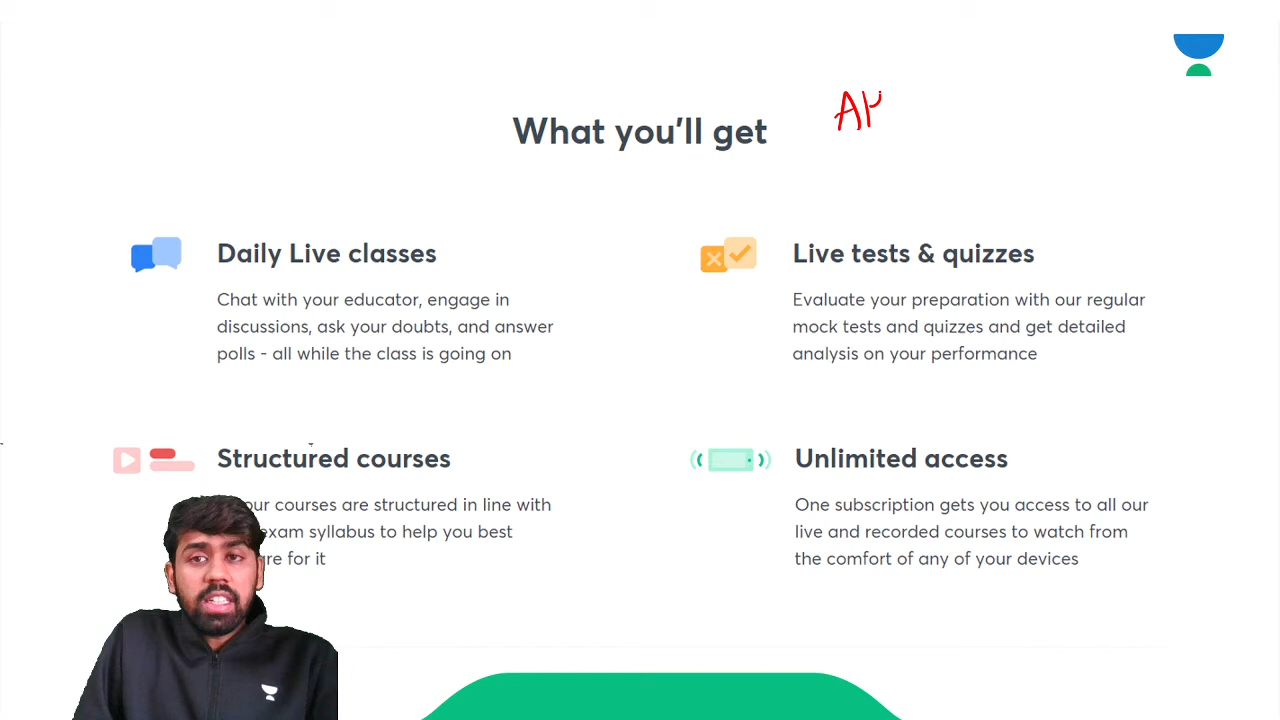 What you'll get
Daily Live classes
Chat with your educator, engage in
discussions, ask your doubts, and answer
polls - all while the class is going on
Live tests & quizzes
Evaluate your preparation with our regular
mock tests and quizzes and get detailed
analysis on your performance
Structured courses
our courses are structured in line with
exam syllabus to help you best
for it
Unlimited access
One subscription gets you access to all our
live and recorded courses to watch from
the comfort of any of your devices